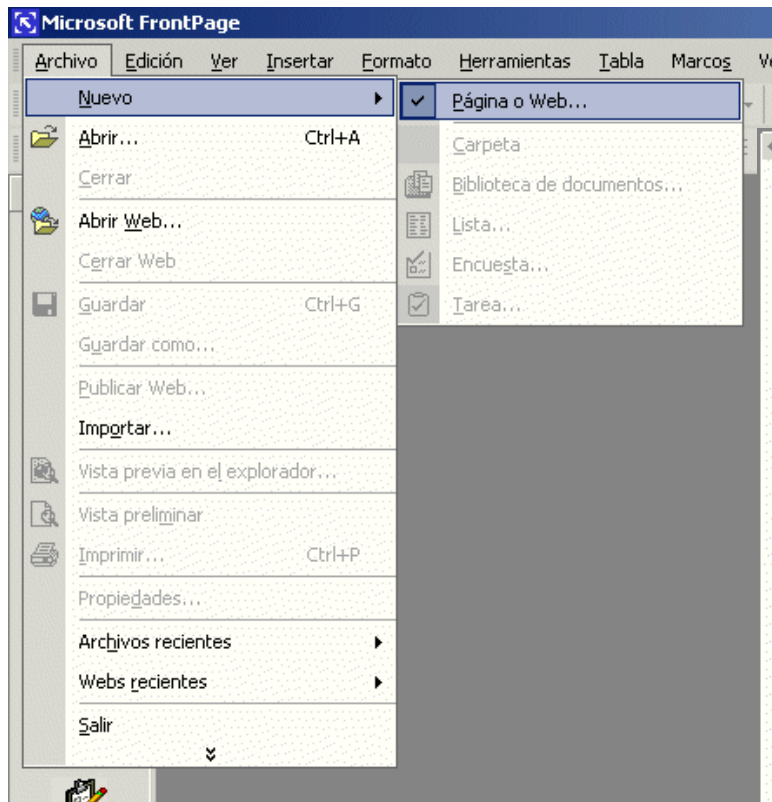 Microsoft FrontPage
Archivo Edición Ver Insertar Formato Herramientas Tabla Marcos
Nuevo
Página o Web...
Abrir... Ctrl+A
Carpeta
Cerrar
Biblioteca de documentos...
Abrir Web...
Lista...
Cerrar Web
Encuesta...
Guardar Ctrl+G
Tarea...
Guardar como...
Publicar Web...
Importar...
Vista previa en el explorador...
Vista preliminar
Imprimir... Ctrl+P
Propiedades...
Archivos recientes
Webs recientes
Salir